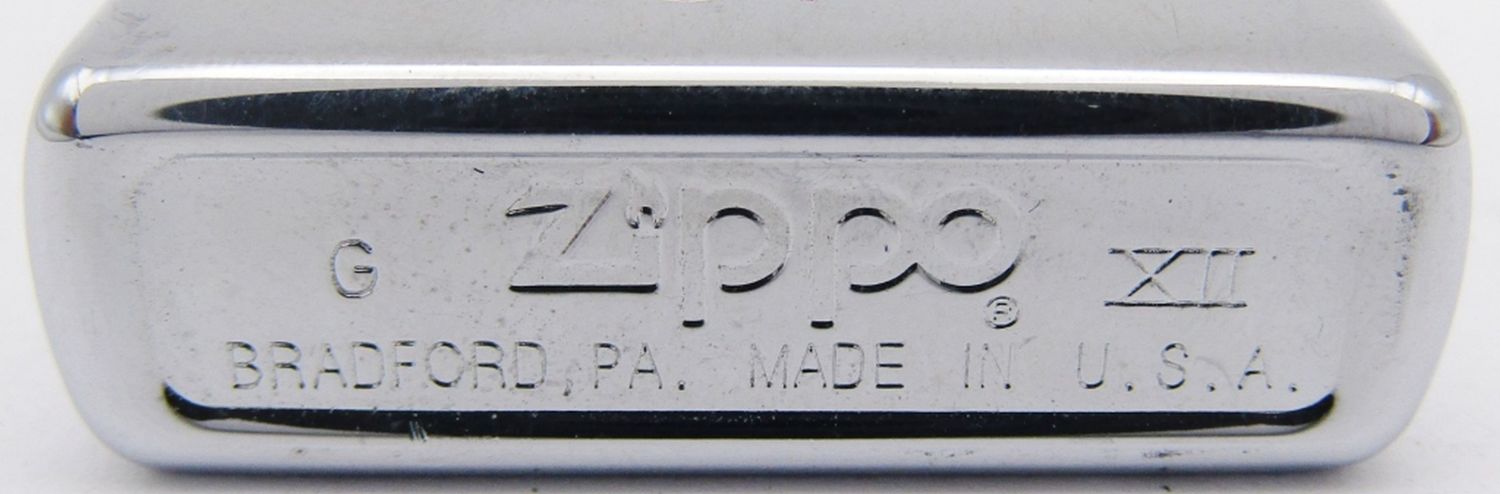 G Zippo® XII
BRADFORD, PA. MADE IN U.S.A.